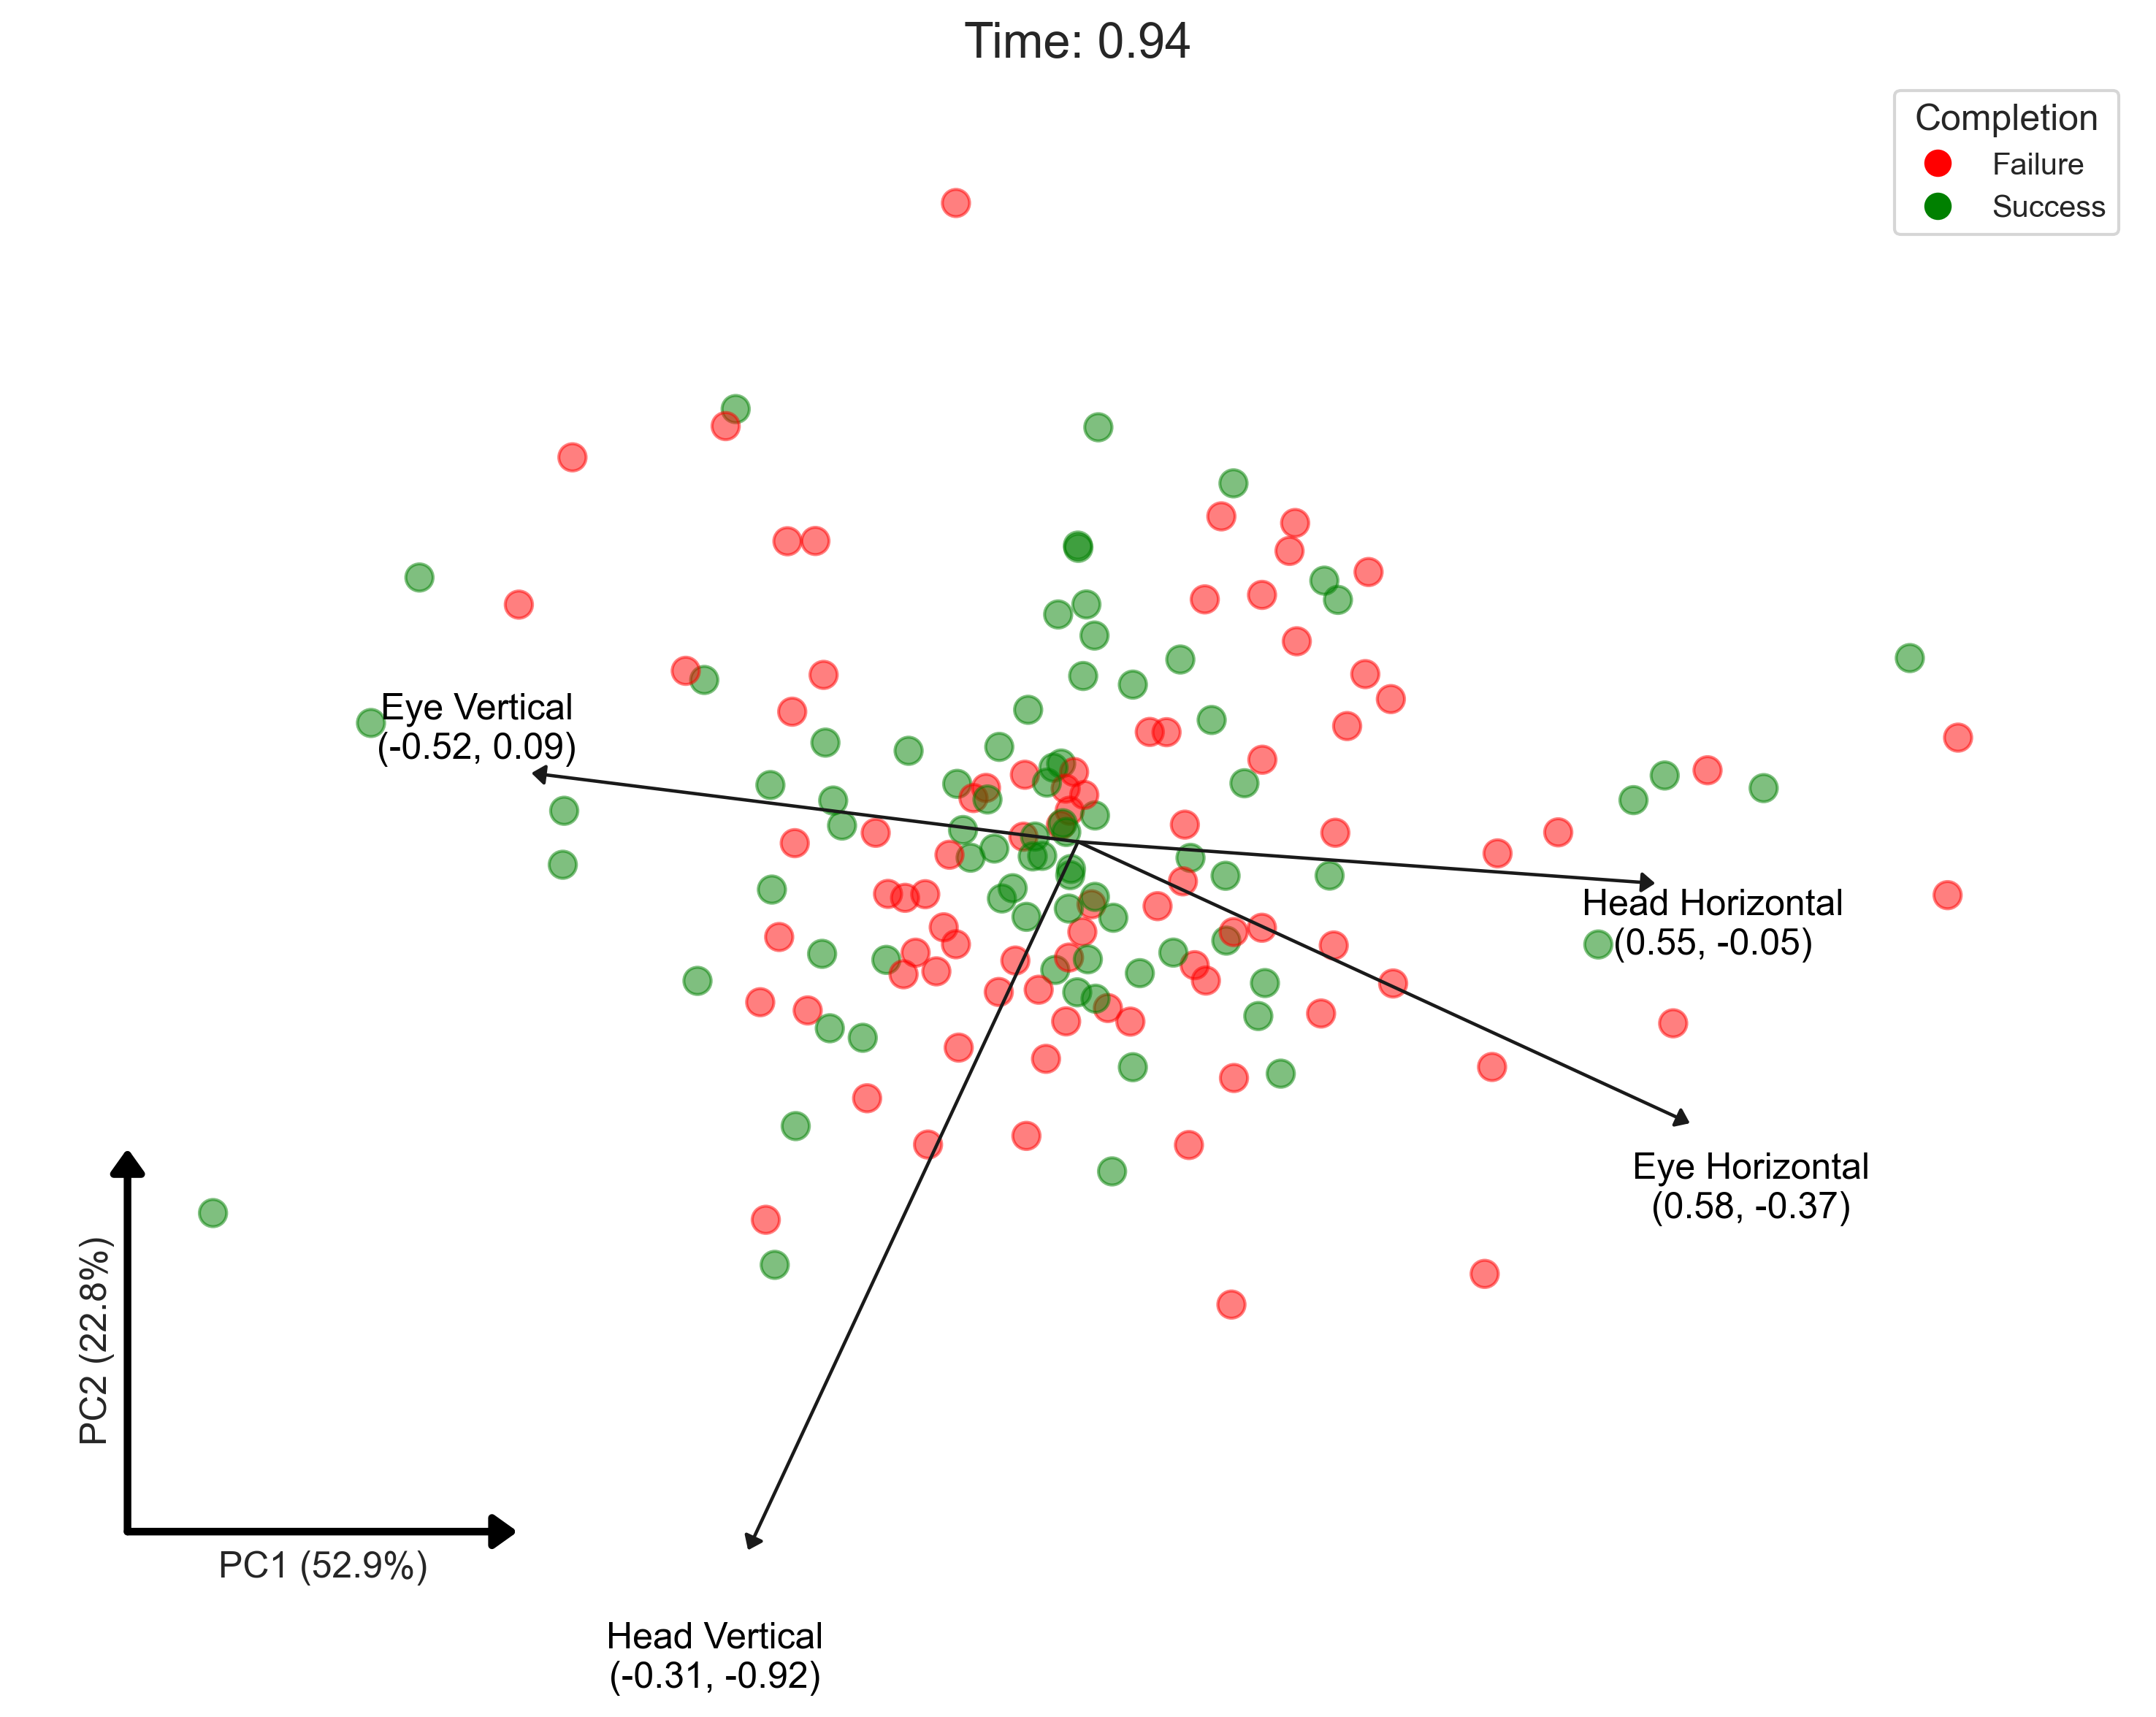 Time: 0.94
Completion
Failure
Success
Eye Vertical
(-0.52, 0.09)
Head Horizontal
(0.55, -0.05)
Eye Horizontal
(0.58, -0.37)
PC2 (22.8%)
PC1 (52.9%)
Head Vertical
(-0.31, -0.92)